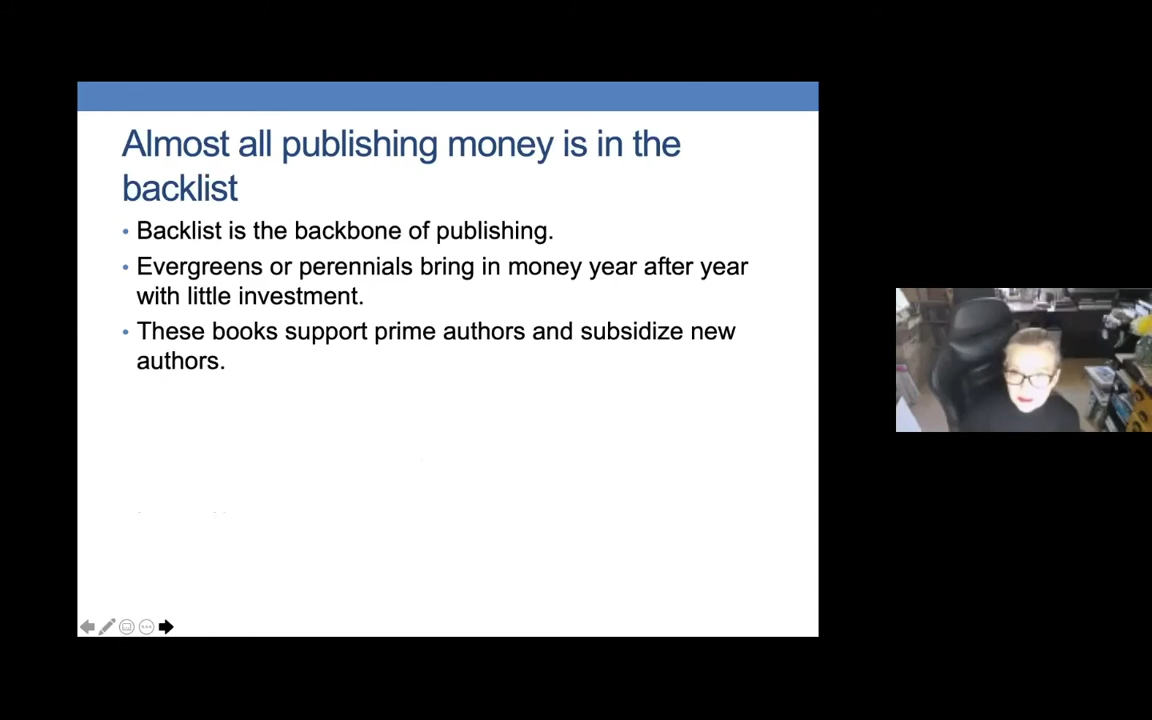 Almost all publishing money is in the
backlist
• Backlist is the backbone of publishing.
• Evergreens or perennials bring in money year after year
with little investment.
• These books support prime authors and subsidize new
authors.